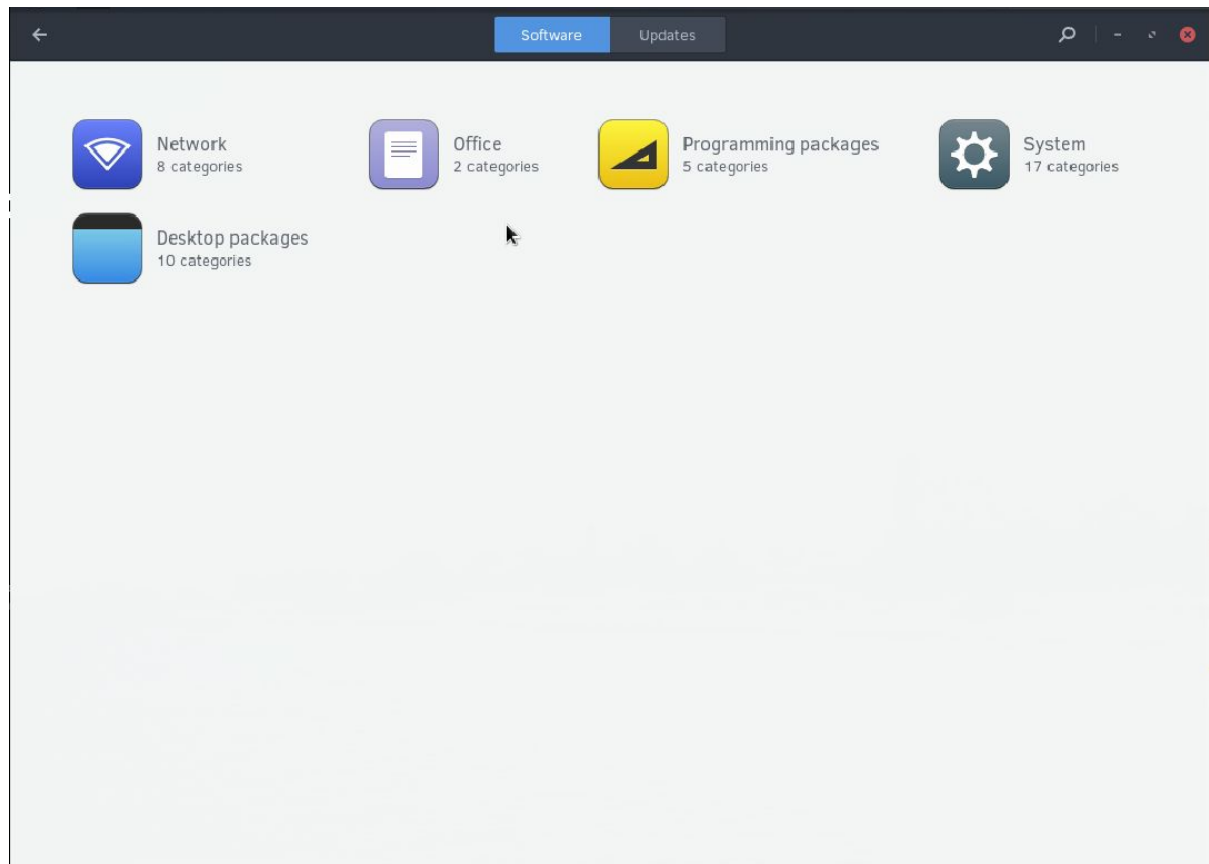 Software
Updates
Network
8 categories
Office
2 categories
Programming packages
5 categories
System
17 categories
Desktop packages
10 categories